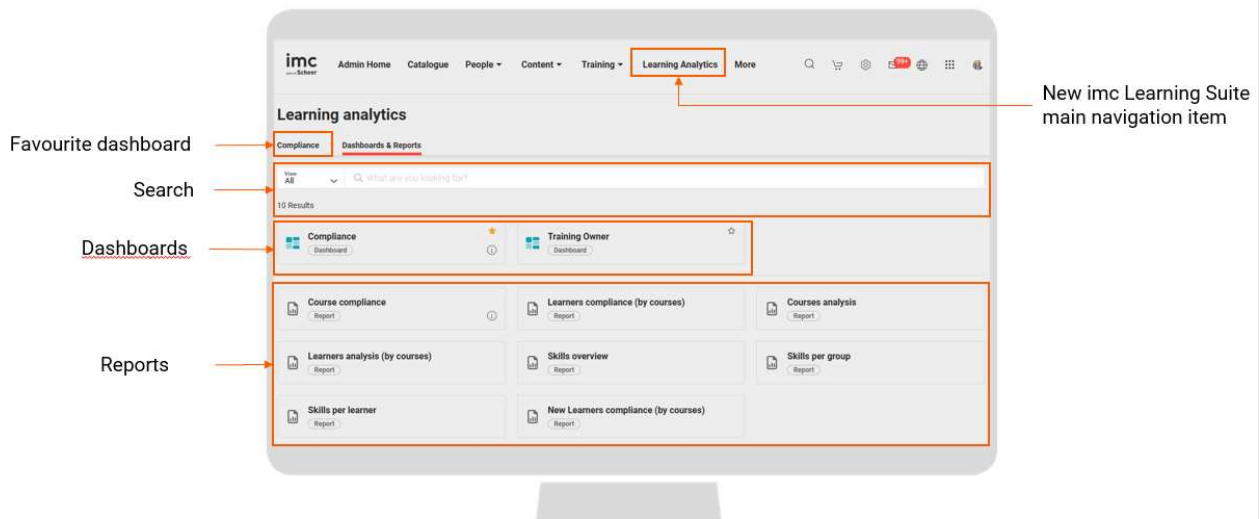 imc
part of Scheer
Admin Home Catalogue People Content Training Learning Analytics More
99+
New imc Learning Suite
main navigation item
Learning analytics
Favourite dashboard
Compliance Dashboards & Reports
Search
View
All
What are you looking for?
10 Results
Dashboards
Compliance
Dashboard
Training Owner
Dashboard
Reports
Course compliance
Report
Learners compliance (by courses)
Report
Courses analysis
Report
Learners analysis (by courses)
Report
Skills overview
Report
Skills per group
Report
Skills per learner
Report
New Learners compliance (by courses)
Report